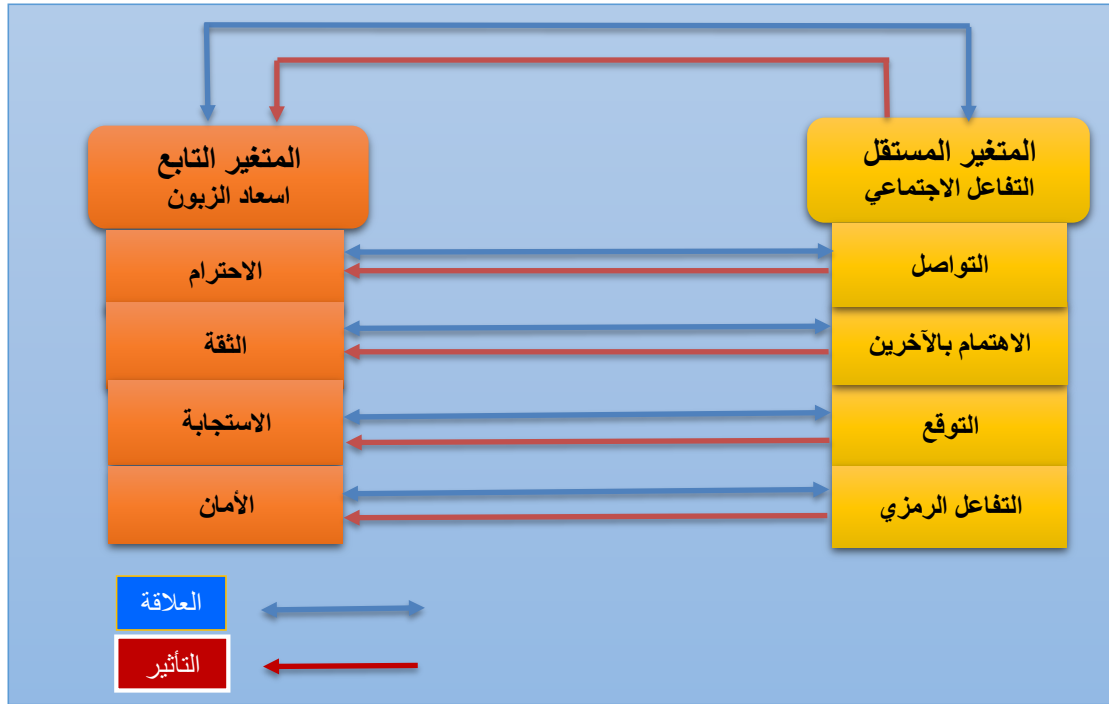 المتغير المستقل
التفاعل الاجتماعي
التواصل
الاهتمام بالآخرين
التوقع
التفاعل الرمزي
المتغير التابع
اسعاد الزبون
الاحترام
الثقة
الاستجابة
الأمان
العلاقة
التأثير